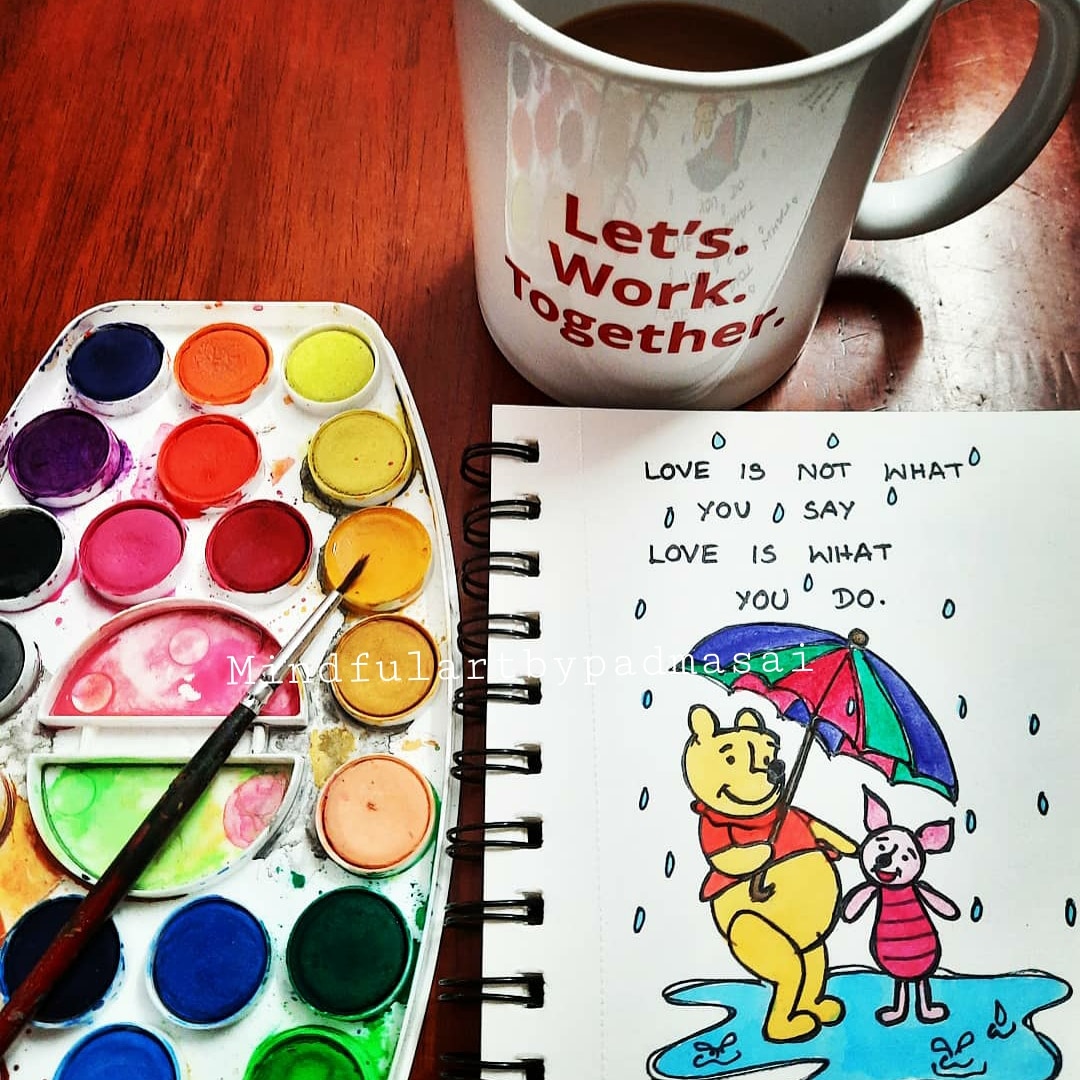 Let's.
Work.
Together.
LOVE IS NOT WHAT
YOU SAY
LOVE IS WHAT
YOU DO.
Mindfulartbypadmasai